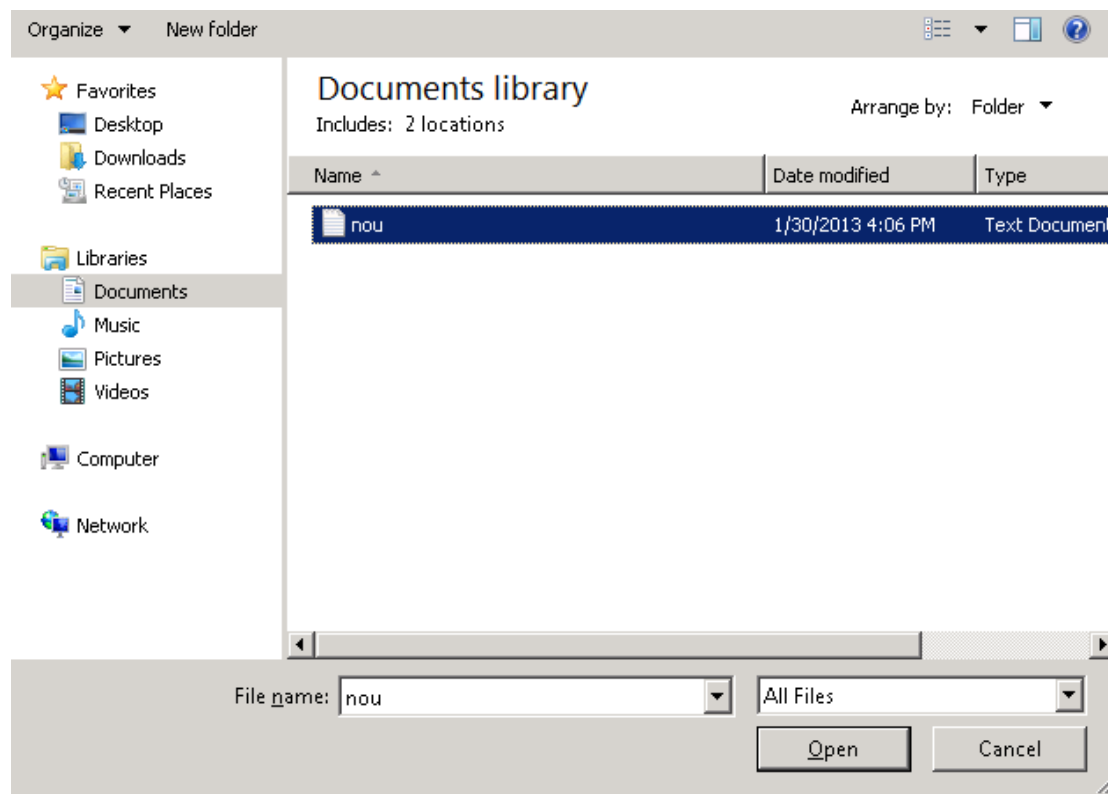 Organize New folder
Favorites
Desktop
Downloads
Recent Places
Libraries
Documents
Music
Pictures
Videos
Computer
Network
Documents library
Includes: 2 locations
Arrange by: Folder
Name Date modified Type
nou 1/30/2013 4:06 PM Text Documen
File name: nou All Files
Open Cancel